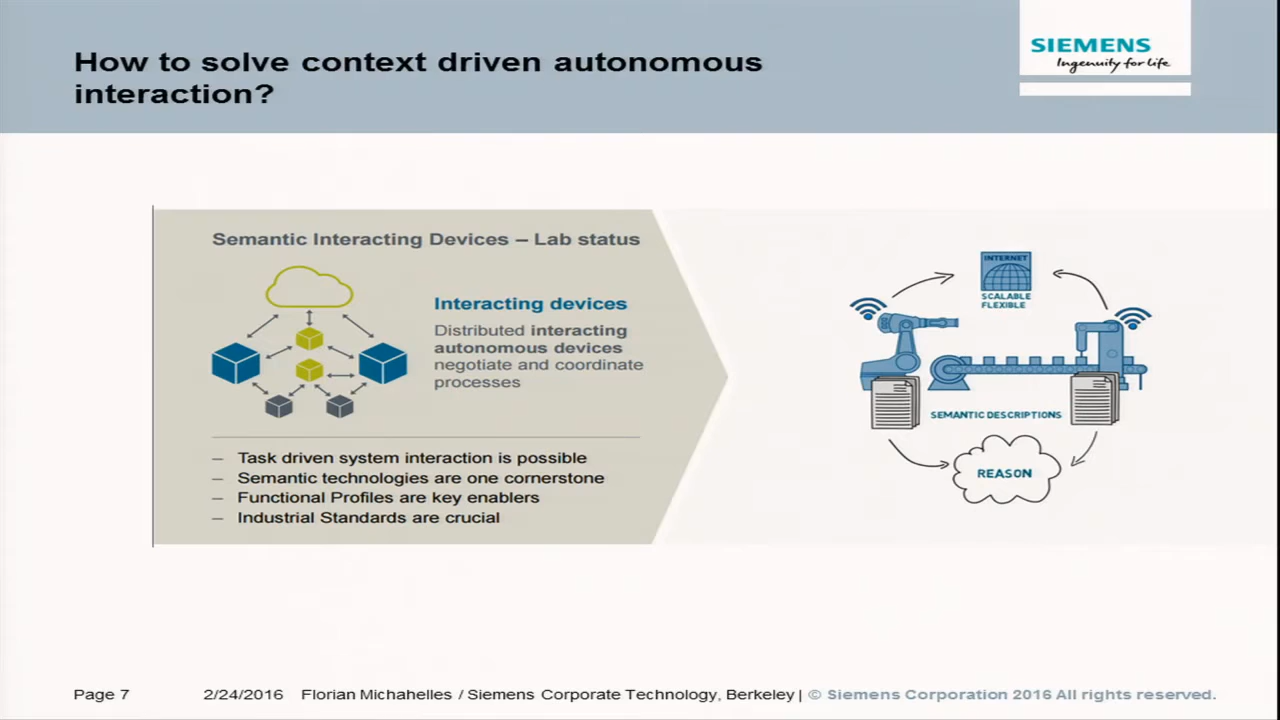 How to solve context driven autonomous
interaction?
SIEMENS
Ingenuity for life
Semantic Interacting Devices – Lab status
Interacting devices
Distributed interacting
autonomous devices
negotiate and coordinate
processes
– Task driven system interaction is possible
– Semantic technologies are one cornerstone
– Functional Profiles are key enablers
– Industrial Standards are crucial
INTERNET
SCALABLE
FLEXIBLE
SEMANTIC DESCRIPTIONS
REASON
Page 7 2/24/2016 Florian Michahelles / Siemens Corporate Technology, Berkeley | © Siemens Corporation 2016 All rights reserved.